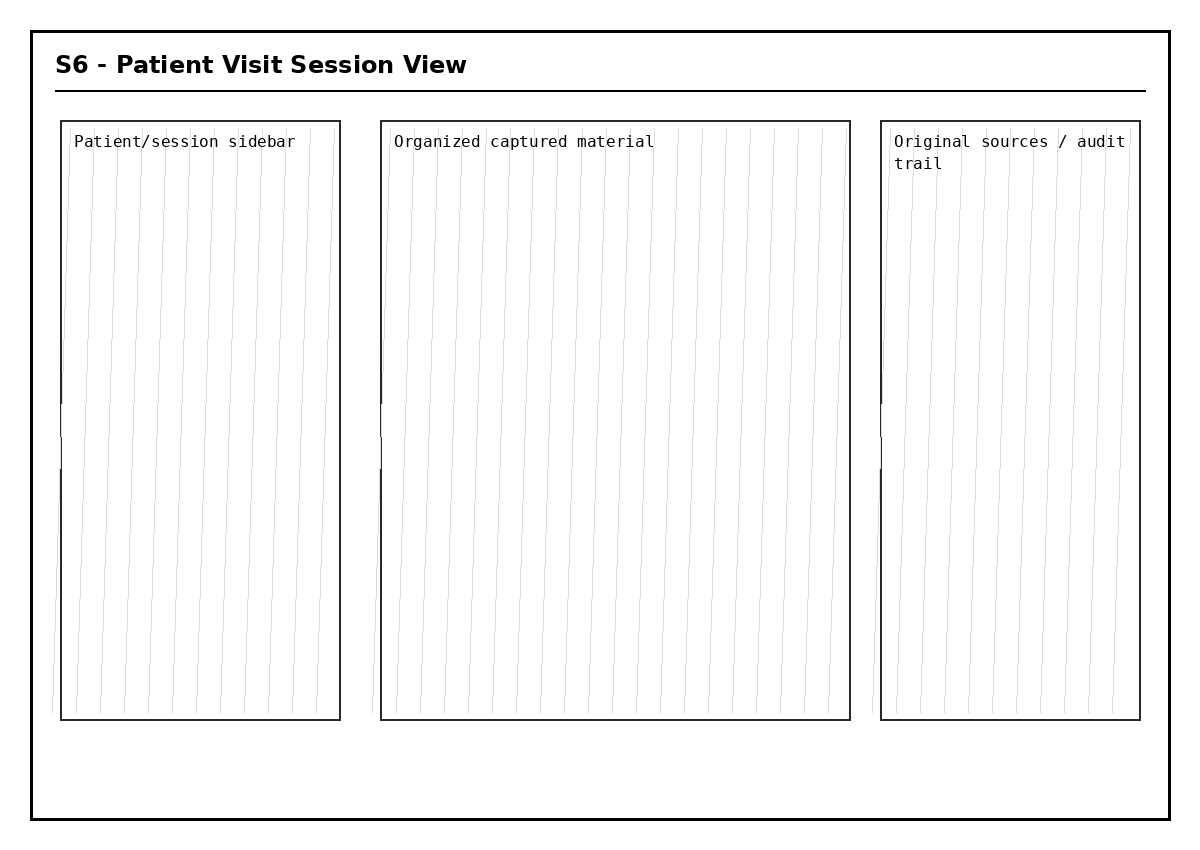 S6 - Patient Visit Session View
Patient/session sidebar
Organized captured material
Original sources / audit
trail